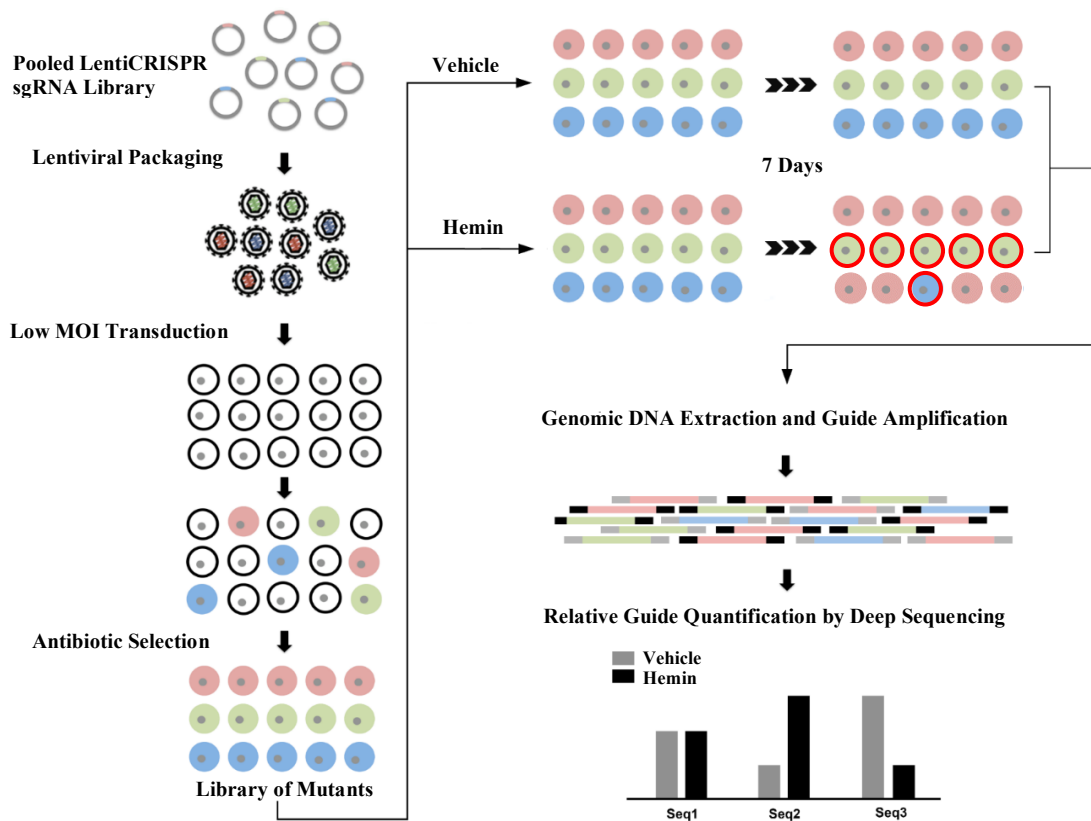 Pooled LentiCRISPR
sgRNA Library
Lentiviral Packaging
Low MOI Transduction
Antibiotic Selection
Library of Mutants
Vehicle
7 Days
Hemin
Genomic DNA Extraction and Guide Amplification
Relative Guide Quantification by Deep Sequencing
Vehicle
Hemin
Seq1
Seq2
Seq3